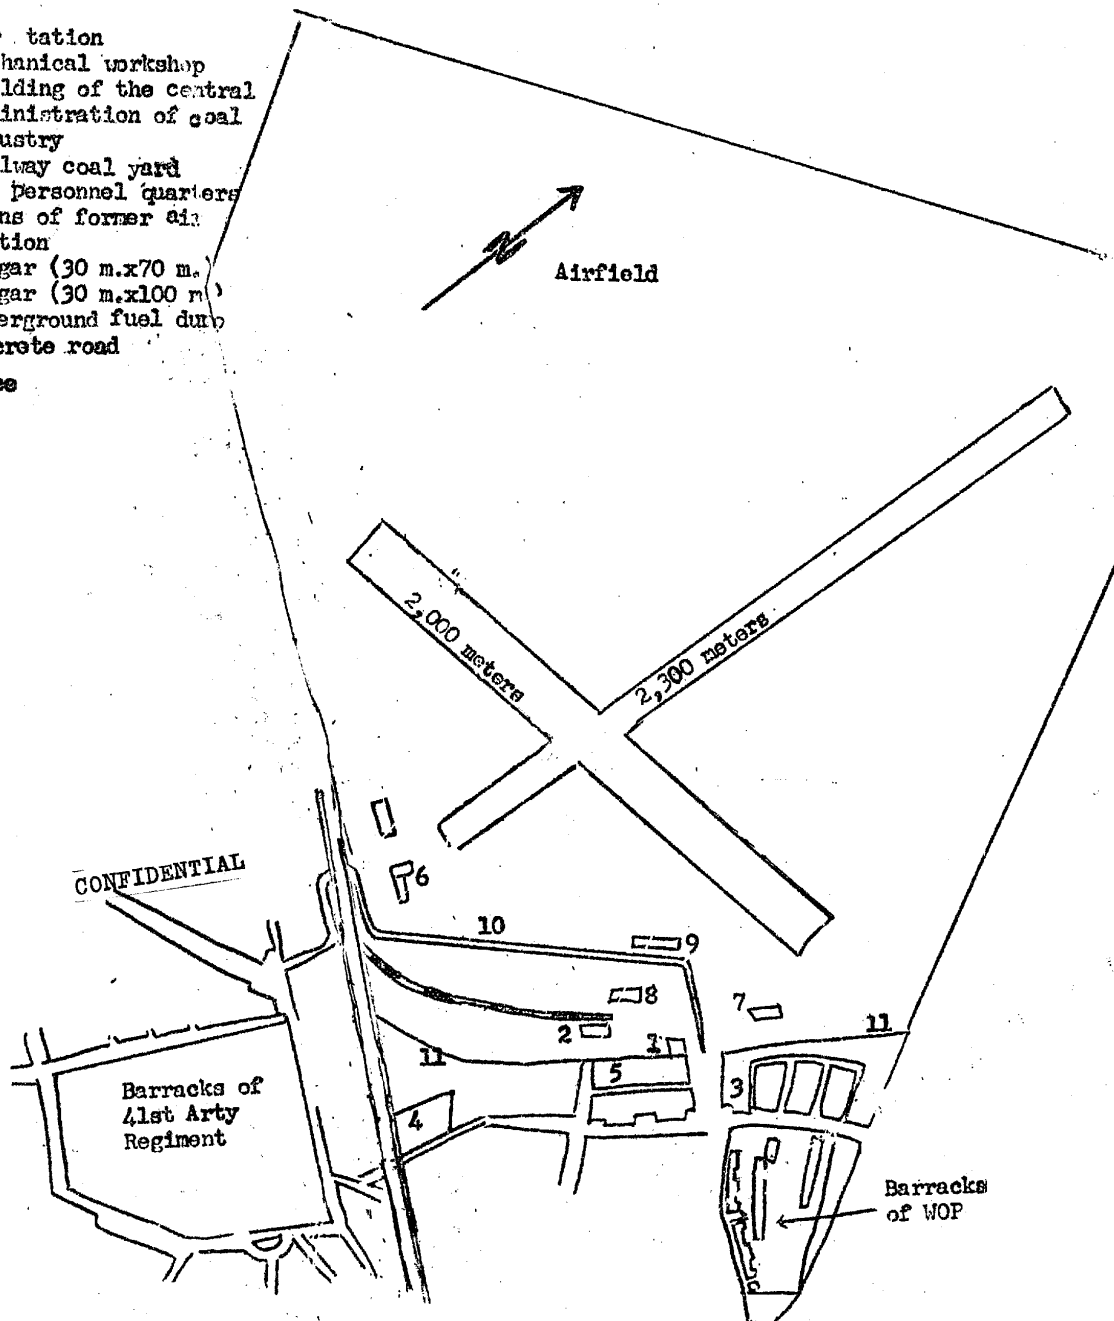 tation
hanical workshop
lding of the central
inistration of coal
ustry
lway coal yard
personnel quarters
ns of former air
tion
gar (30 m.x70 m.)
gar (30 m.x100 m)
erground fuel dump
crete road
ce
Airfield
2,000 meters
2,300 meters
CONFIDENTIAL
6
10
9
8
7
2
1
11
11
5
3
4
Barracks of
41st Arty
Regiment
Barracks
of WOP